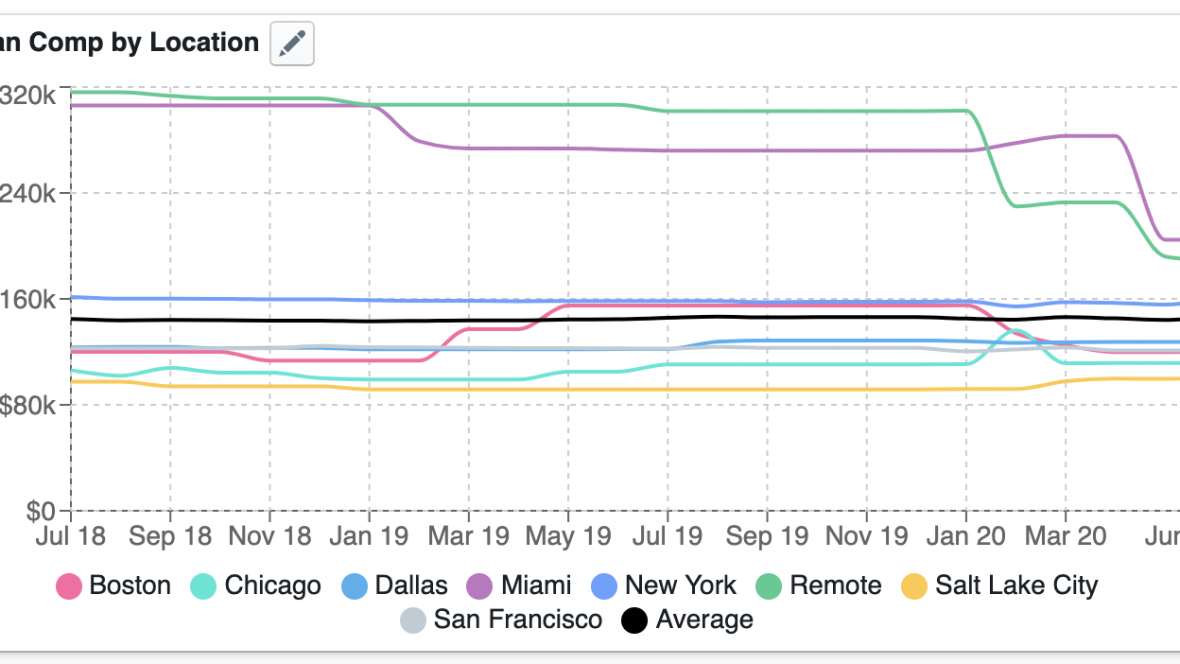 an Comp by Location
320k
240k
160k
$80k
$0
Jul 18 Sep 18 Nov 18 Jan 19 Mar 19 May 19 Jul 19 Sep 19 Nov 19 Jan 20 Mar 20 Jun
Boston Chicago Dallas Miami New York Remote Salt Lake City
San Francisco Average